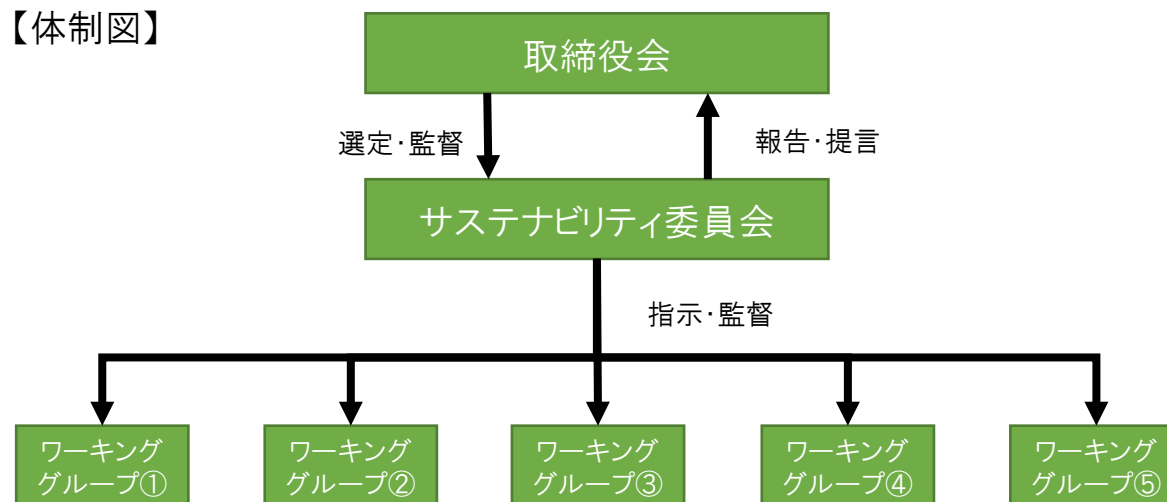 【体制図】
取締役会
選定・監督
報告・提言
サステナビリティ委員会
指示・監督
ワーキング
グループ①
ワーキング
グループ②
ワーキング
グループ③
ワーキング
グループ④
ワーキング
グループ⑤